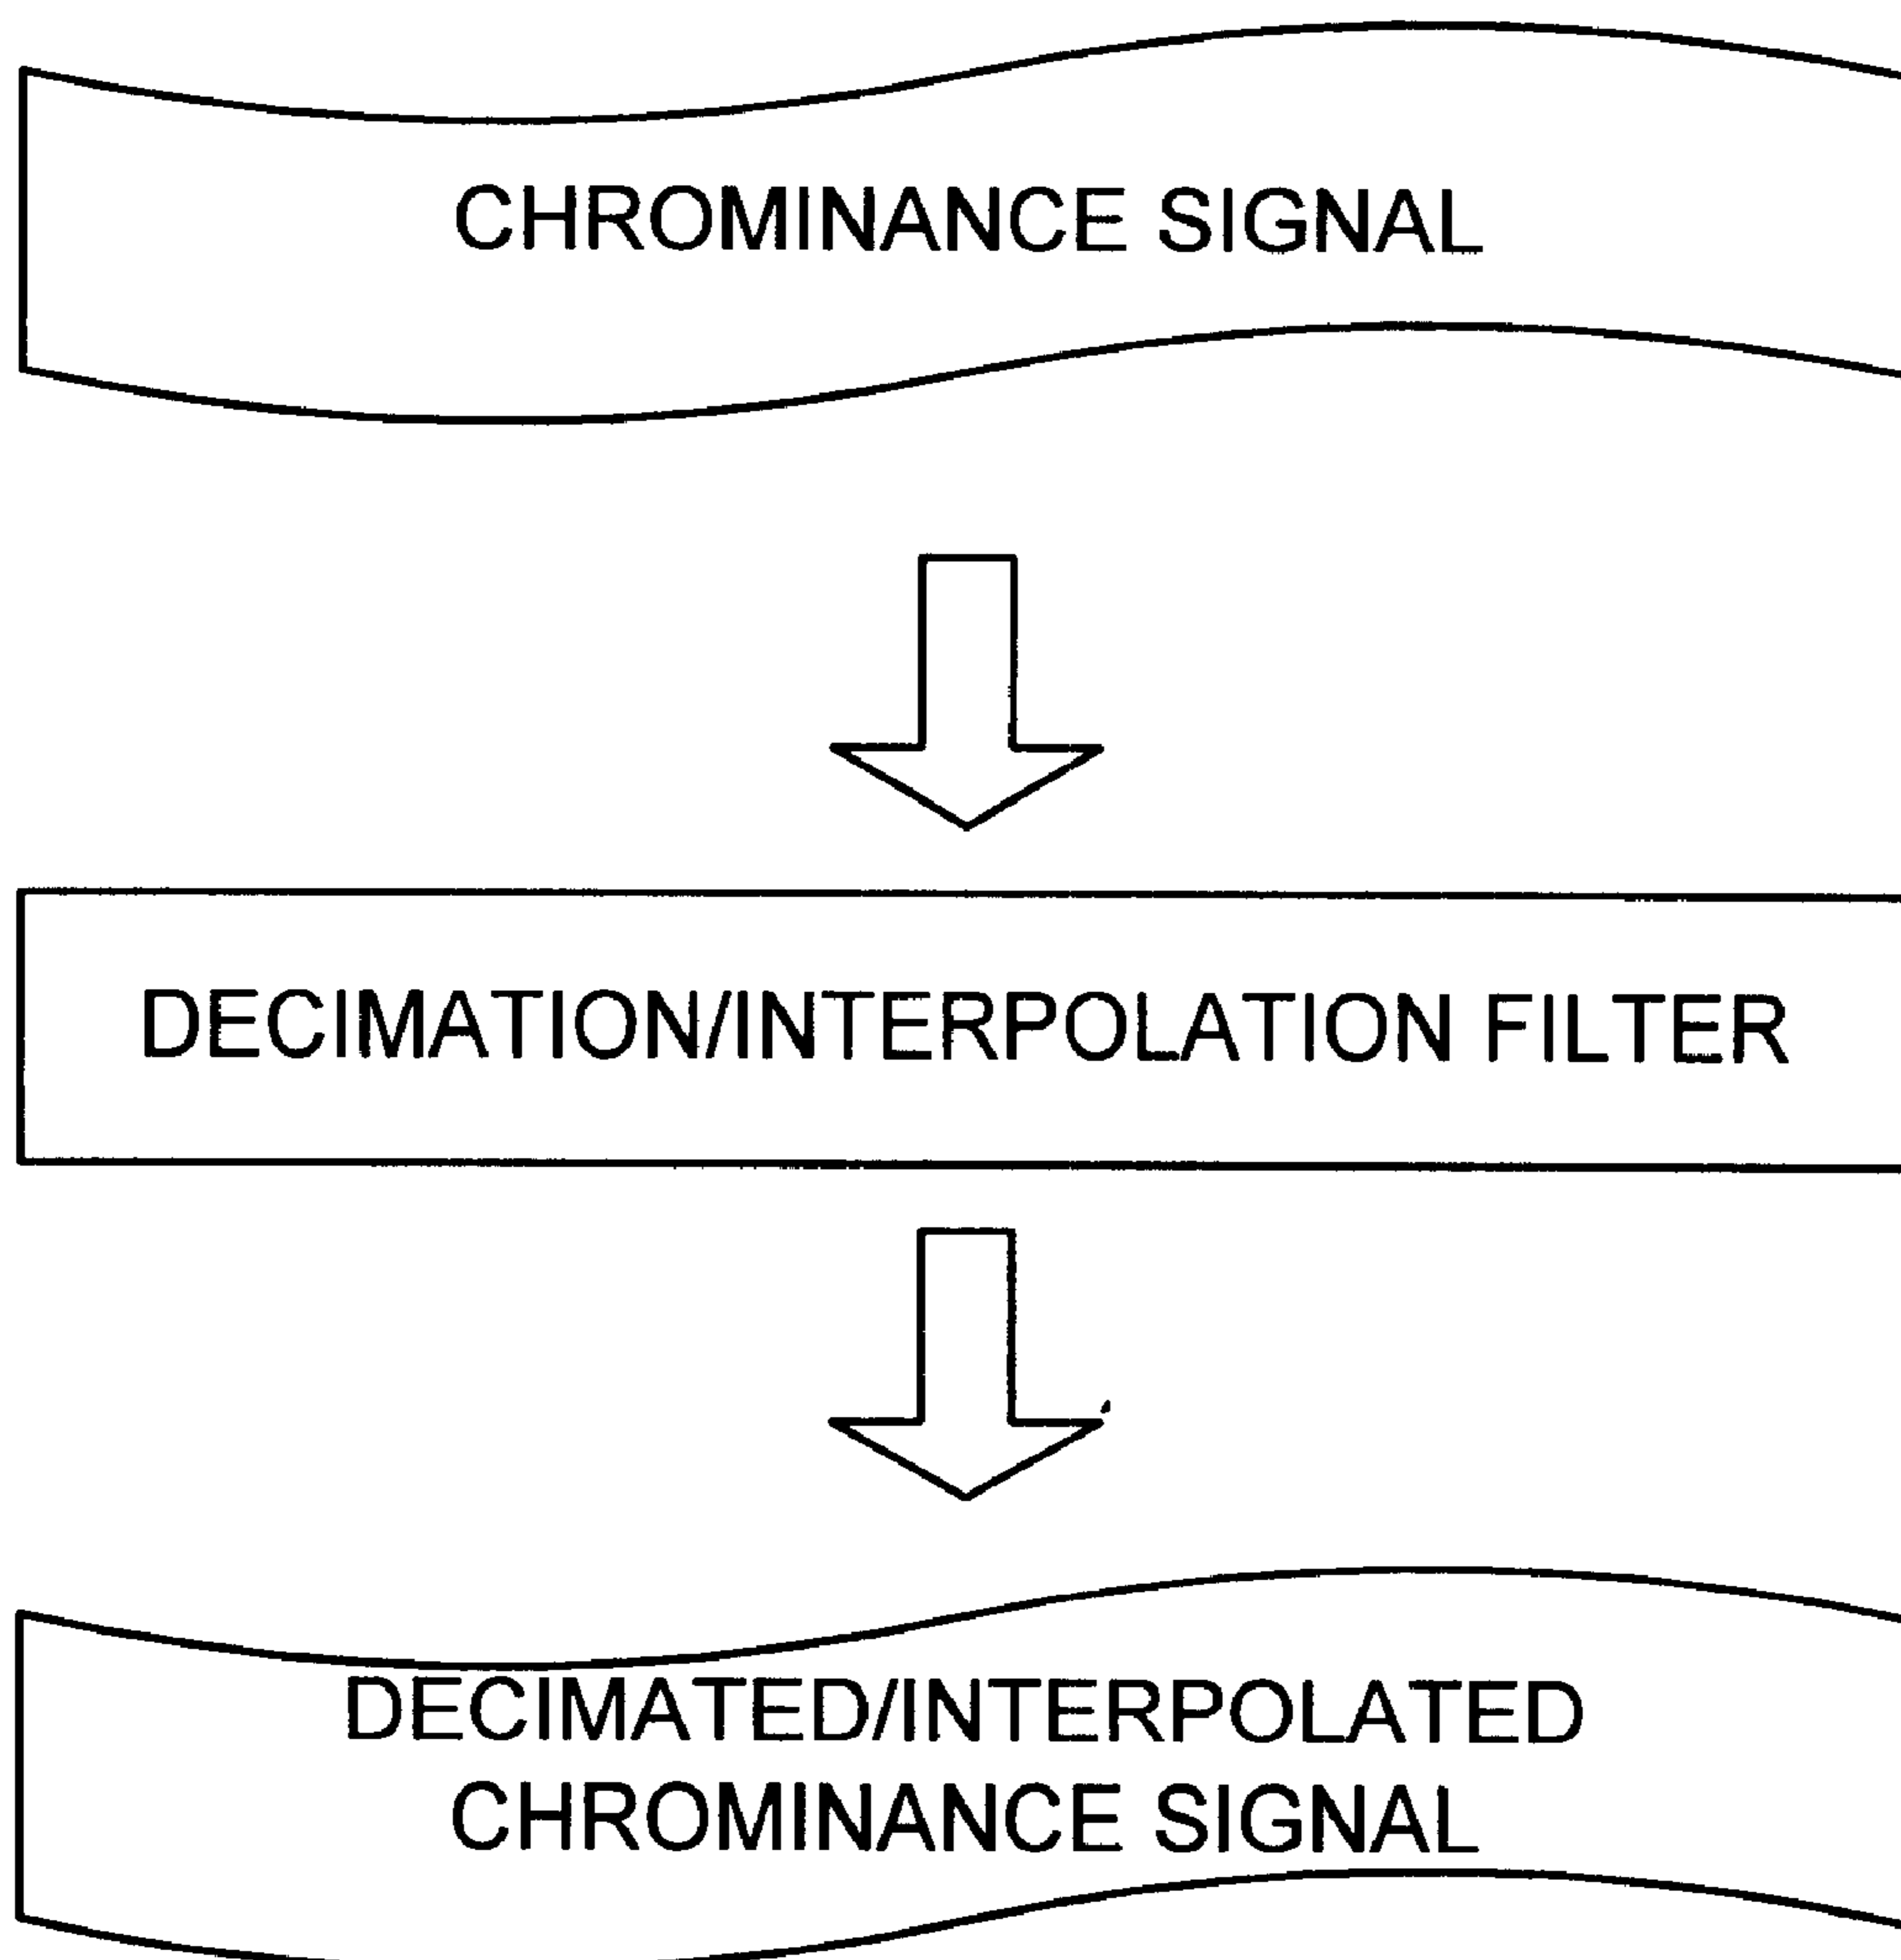 CHROMINANCE SIGNAL
DECIMATION/INTERPOLATION FILTER
DECIMATED/INTERPOLATED
CHROMINANCE SIGNAL